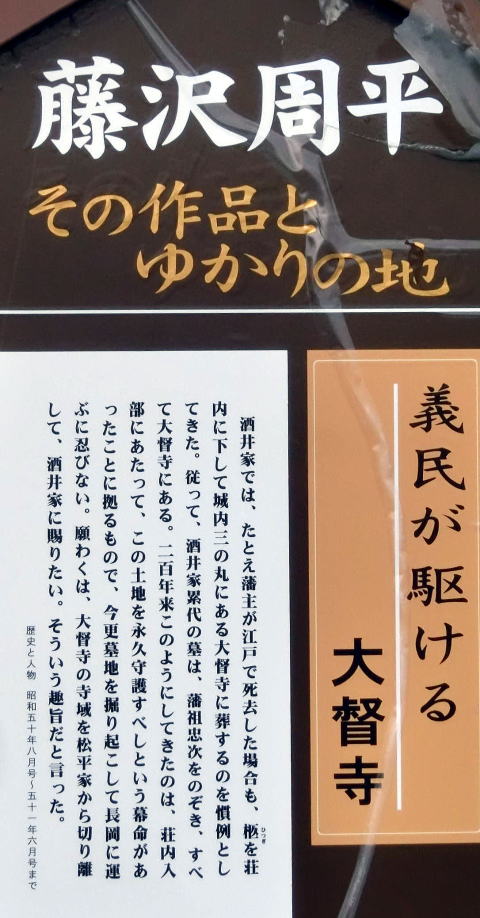 藤沢周平
その作品と
ゆかりの地
義民が駆ける
大督寺
酒井家では、たとえ藩主が江戸で死去した場合も、柩を荘
ひつぎ
内に下して城内三の丸にある大督寺に葬するのを慣例とし
てきた。従って、酒井家累代の墓は、藩祖忠次をのぞき、すべ
て大督寺にある。二百年来このようにしてきたのは、荘内入
部にあたって、この土地を永久守護すべしという幕命があ
ったことに拠るもので、今更墓地を掘り起こして長岡に運
ぶに忍びない。願わくは、大督寺の寺域を松平家から切り離
して、酒井家に賜りたい。そういう趣旨だと言った。
歴史と人物 昭和五十年八月号~五十一年六月号まで